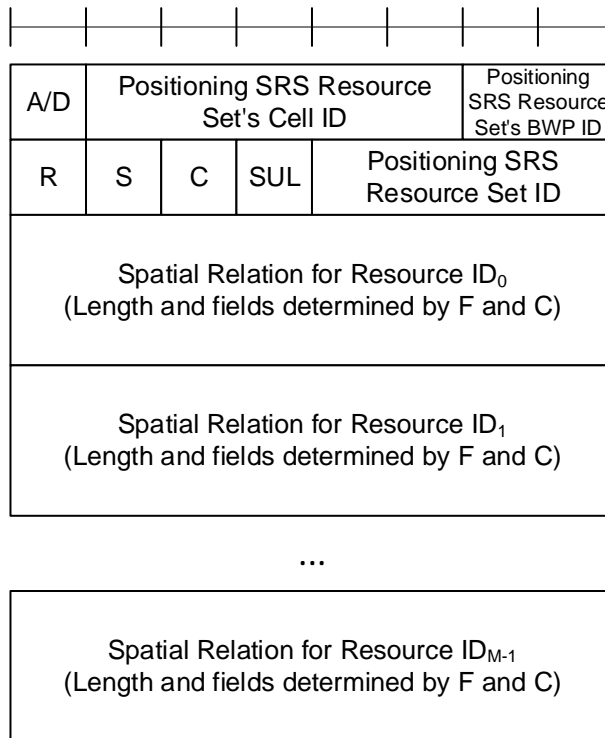 A/D
Positioning SRS Resource
Set's Cell ID
Positioning
SRS Resource
Set's BWP ID
R
S
C
SUL
Positioning SRS
Resource Set ID
Spatial Relation for Resource ID0
(Length and fields determined by F and C)
Spatial Relation for Resource ID1
(Length and fields determined by F and C)
...
Spatial Relation for Resource IDM-1
(Length and fields determined by F and C)